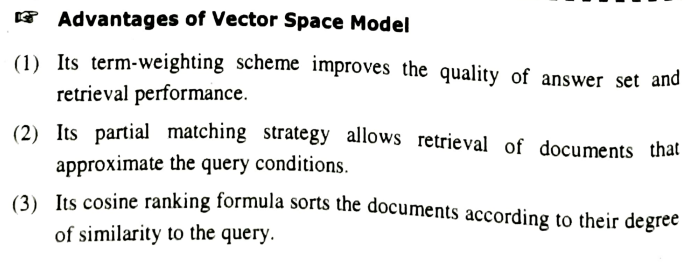 ☞ Advantages of Vector Space Model
(1) Its term-weighting scheme improves the quality of answer set and
retrieval performance.
(2) Its partial matching strategy allows retrieval of documents that
approximate the query conditions.
(3) Its cosine ranking formula sorts the documents according to their degree
of similarity to the query.